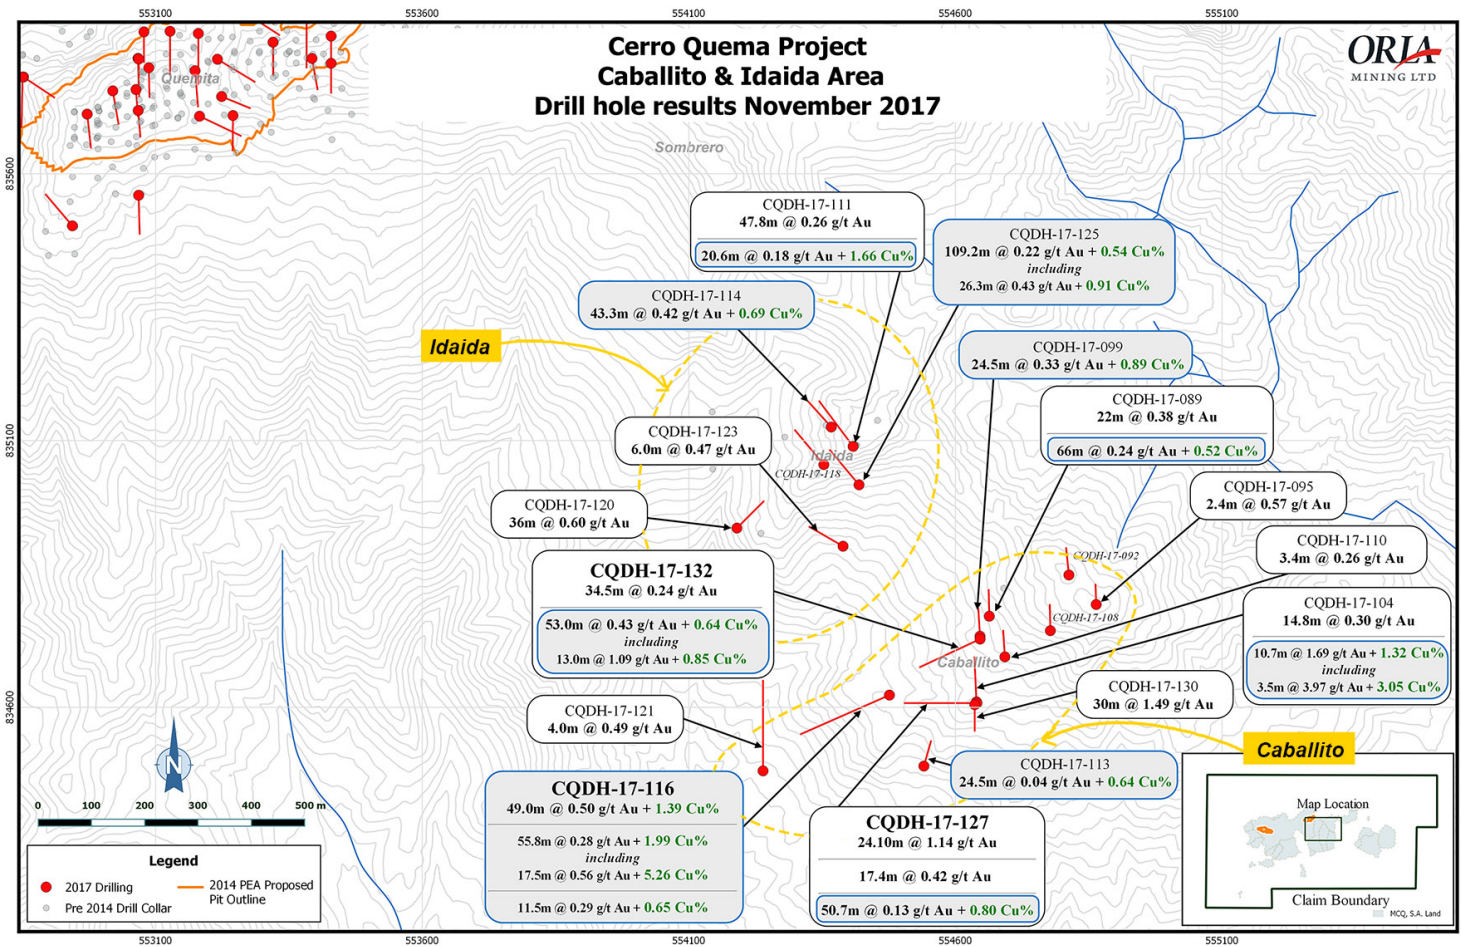 553100
553600
554100
554600
555100
Cerro Quema Project
Caballito & Idaida Area
Drill hole results November 2017
ORLA
MINING LTD
Quemita
Sombrero
835600
835100
834600
CQDH-17-111
47.8m @ 0.26 g/t Au
20.6m @ 0.18 g/t Au + 1.66 Cu%
CQDH-17-125
109.2m @ 0.22 g/t Au + 0.54 Cu%
including
26.3m @ 0.43 g/t Au + 0.91 Cu%
CQDH-17-114
43.3m @ 0.42 g/t Au + 0.69 Cu%
Idaida
CQDH-17-099
24.5m @ 0.33 g/t Au + 0.89 Cu%
CQDH-17-089
22m @ 0.38 g/t Au
66m @ 0.24 g/t Au + 0.52 Cu%
CQDH-17-123
6.0m @ 0.47 g/t Au
Idaida
CQDH-17-118
CQDH-17-095
2.4m @ 0.57 g/t Au
CQDH-17-120
36m @ 0.60 g/t Au
CQDH-17-110
3.4m @ 0.26 g/t Au
CQDH-17-092
CQDH-17-132
34.5m @ 0.24 g/t Au
53.0m @ 0.43 g/t Au + 0.64 Cu%
including
13.0m @ 1.09 g/t Au + 0.85 Cu%
CQDH-17-108
CQDH-17-104
14.8m @ 0.30 g/t Au
10.7m @ 1.69 g/t Au + 1.32 Cu%
including
3.5m @ 3.97 g/t Au + 3.05 Cu%
Caballito
CQDH-17-130
30m @ 1.49 g/t Au
CQDH-17-121
4.0m @ 0.49 g/t Au
Caballito
CQDH-17-113
24.5m @ 0.04 g/t Au + 0.64 Cu%
CQDH-17-116
49.0m @ 0.50 g/t Au + 1.39 Cu%
55.8m @ 0.28 g/t Au + 1.99 Cu%
including
17.5m @ 0.56 g/t Au + 5.26 Cu%
11.5m @ 0.29 g/t Au + 0.65 Cu%
CQDH-17-127
24.10m @ 1.14 g/t Au
17.4m @ 0.42 g/t Au
50.7m @ 0.13 g/t Au + 0.80 Cu%
N
0 100 200 300 400 500 m
Legend
2017 Drilling
2014 PEA Proposed
Pit Outline
Pre 2014 Drill Collar
Map Location
Claim Boundary
MCQ, S.A. Land
553100
553600
554100
554600
555100